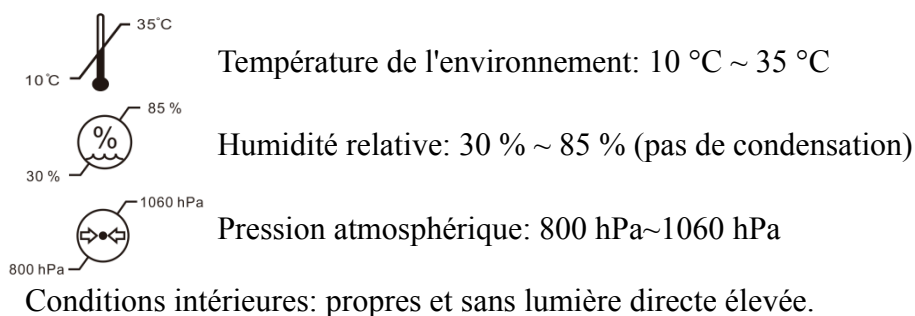 35°C
10°C
Température de l'environnement: 10 °C ~ 35 °C
85 %
%
30 %
Humidité relative: 30 % ~ 85 % (pas de condensation)
1060 hPa
800 hPa
Pression atmosphérique: 800 hPa~1060 hPa
Conditions intérieures: propres et sans lumière directe élevée.